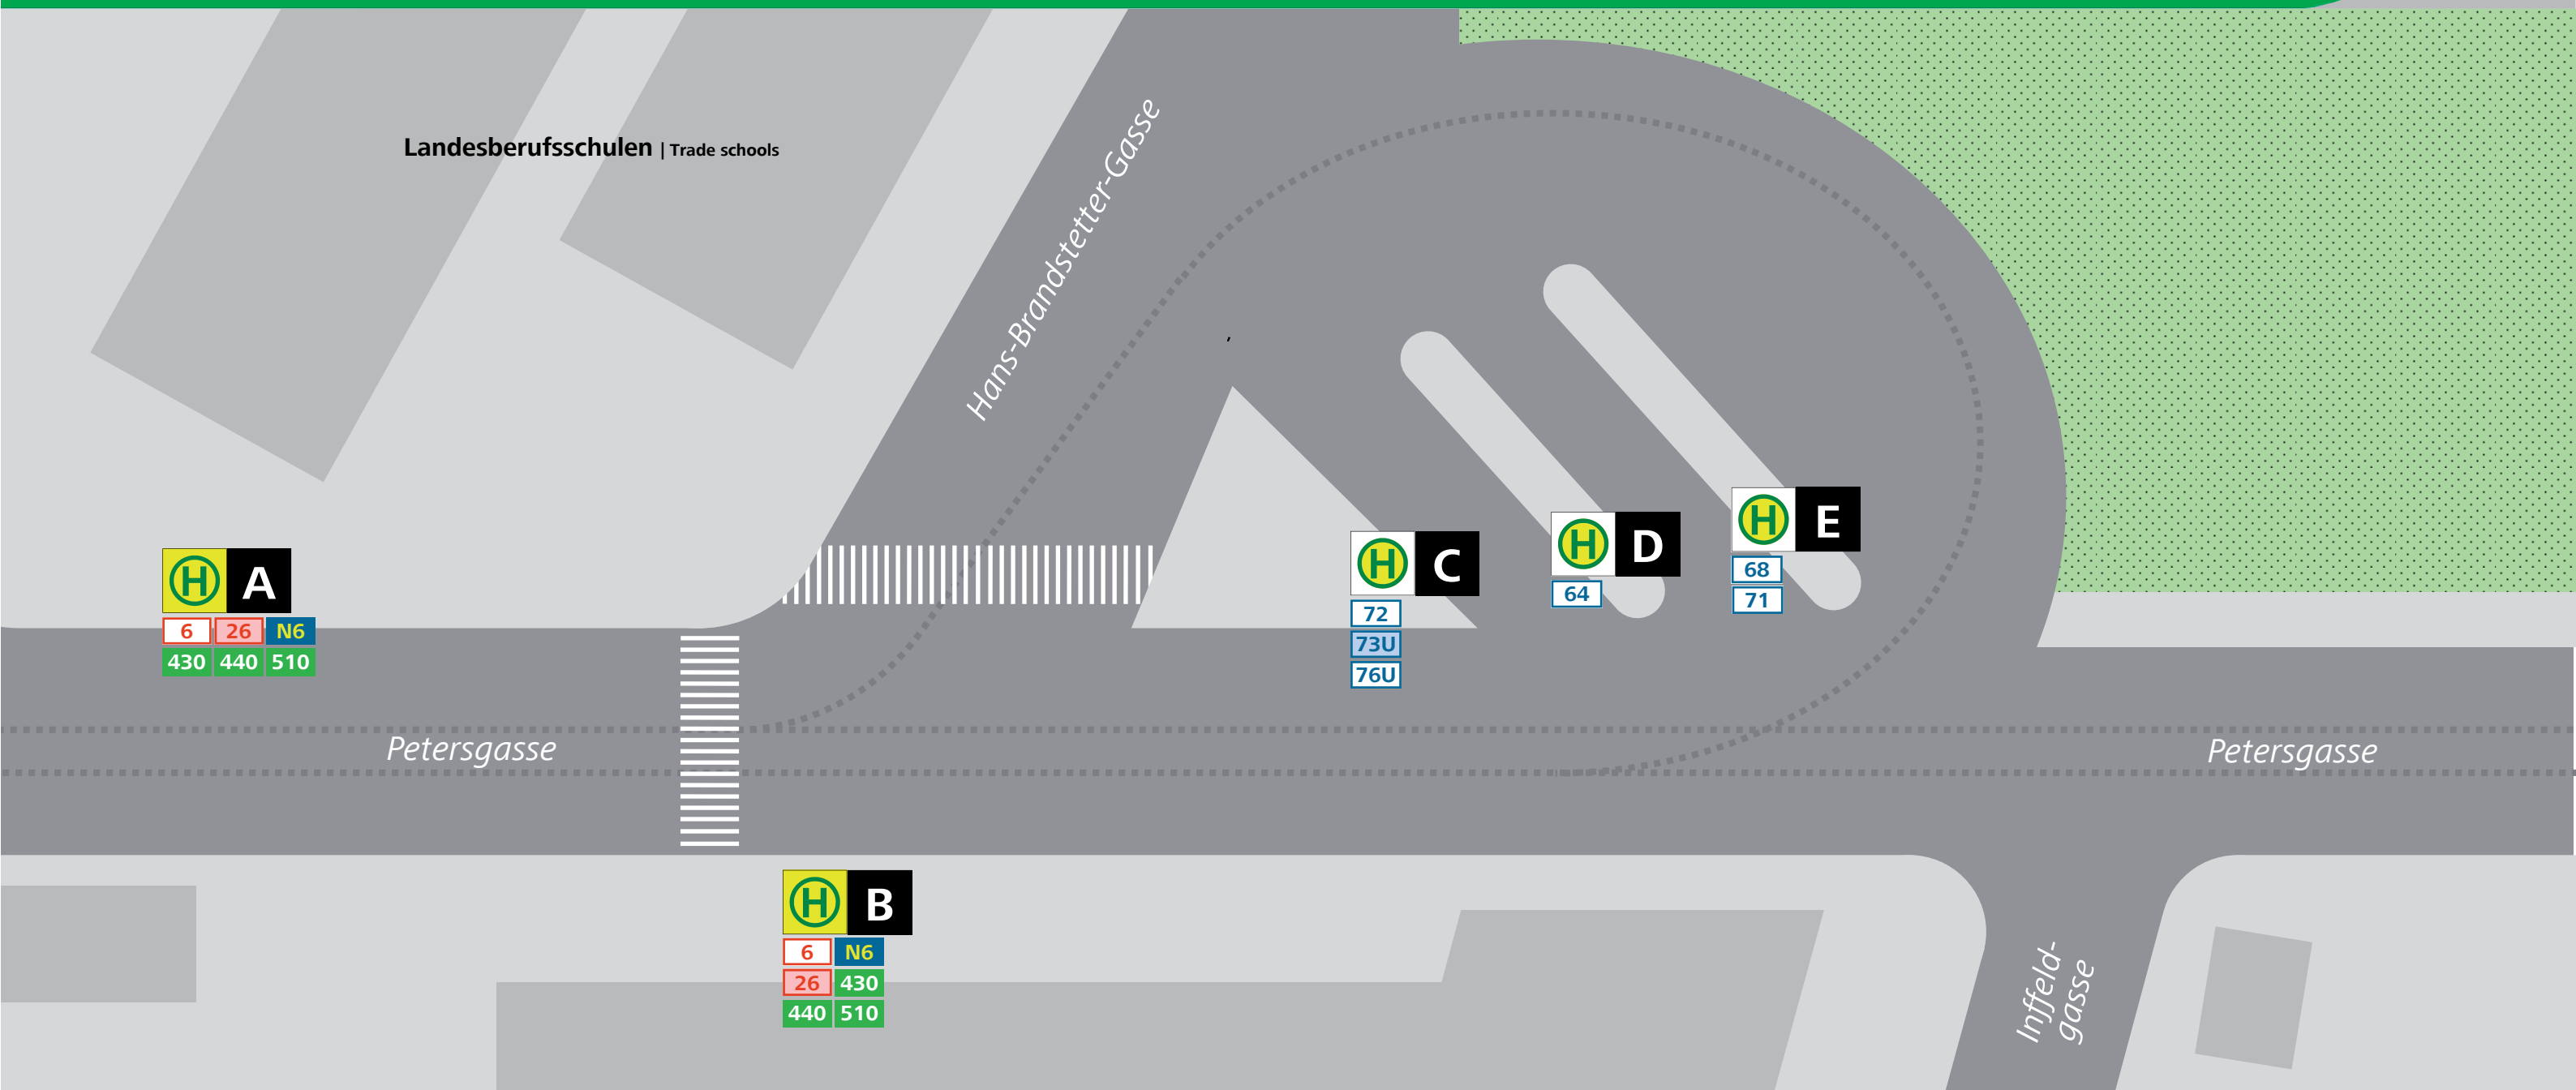 Landesberufsschulen | Trade schools
Hans-Brandstetter-Gasse
,
H A
6 26 N6
430 440 510
H C
72
73U
76U
H D
64
H E
68
71
Petersgasse
Petersgasse
H B
6 N6
26 430
440 510
Inffeld-
gasse